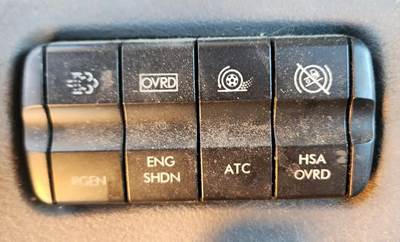 OVRD
RGEN
ENG
SHDN
ATC
HSA
OVRD